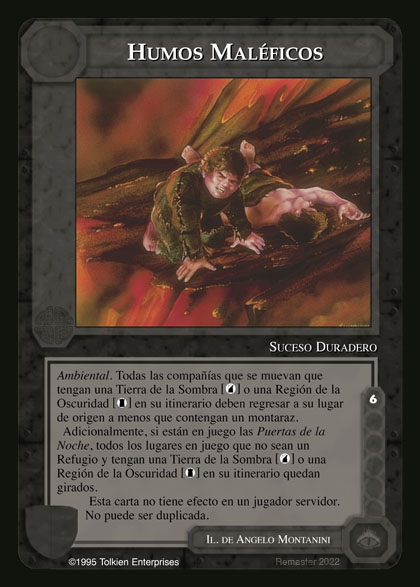 Humos Maléficos
Suceso Duradero
Ambiental. Todas las compañías que se muevan que
tengan una Tierra de la Sombra [ ] o una Región de la
Oscuridad [ ] en su itinerario deben regresar a su lugar
de origen a menos que contengan un montaraz.
Adicionalmente, si están en juego las Puertas de la
Noche, todos los lugares en juego que no sean un
Refugio y tengan una Tierra de la Sombra [ ] o una
Región de la Oscuridad [ ] en su itinerario quedan
girados.
Esta carta no tiene efecto en un jugador servidor.
No puede ser duplicada.
6
Il. de Angelo Montanini
©1995 Tolkien Enterprises
Remaster 2022